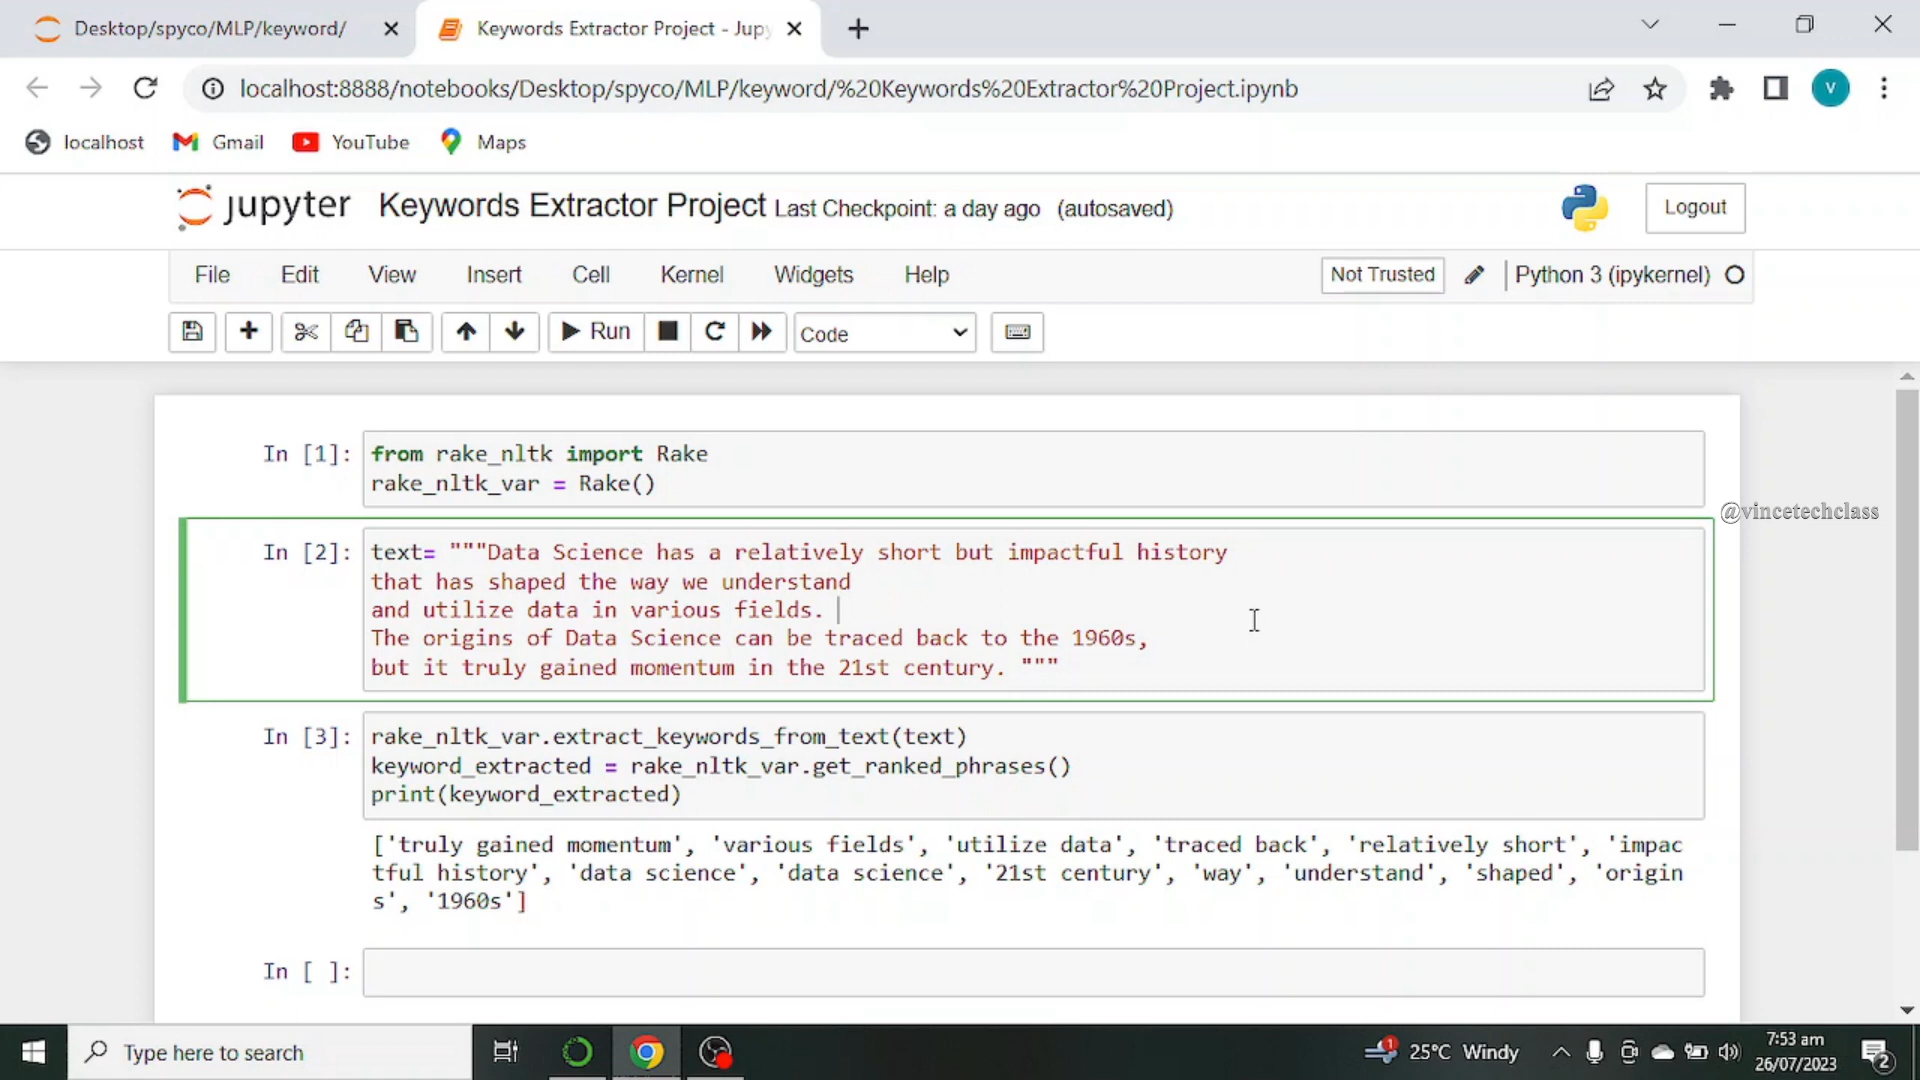 Desktop/spyco/MLP/keyword/
Keywords Extractor Project - Jupy
localhost:8888/notebooks/Desktop/spyco/MLP/keyword/%20Keywords%20Extractor%20Project.ipynb
V
localhost Gmail YouTube Maps
jupyter Keywords Extractor Project Last Checkpoint: a day ago (autosaved)
Logout
File Edit View Insert Cell Kernel Widgets Help
Not Trusted Python 3 (ipykernel)
Run Code
In [1]: from rake_nltk import Rake
rake_nltk_var = Rake()
@vincetechclass
In [2]: text= """Data Science has a relatively short but impactful history
that has shaped the way we understand
and utilize data in various fields.
The origins of Data Science can be traced back to the 1960s,
but it truly gained momentum in the 21st century. """
In [3]: rake_nltk_var.extract_keywords_from_text(text)
keyword_extracted = rake_nltk_var.get_ranked_phrases()
print(keyword_extracted)
['truly gained momentum', 'various fields', 'utilize data', 'traced back', 'relatively short', 'impac
tful history', 'data science', 'data science', '21st century', 'way', 'understand', 'shaped', 'origin
s', '1960s']
In [ ]:
Type here to search
1
25°C Windy
7:53 am
26/07/2023
2